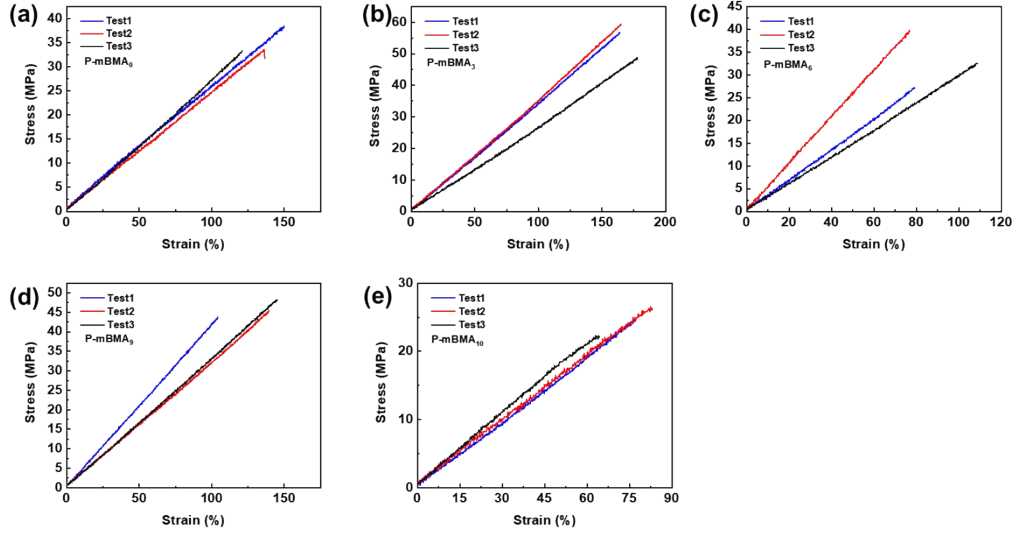 (a)
Stress (MPa)
40
35
30
25
20
15
10
5
0
Test1
Test2
Test3
P-mBMA₀
0 50 100 150
Strain (%)
(b)
Stress (MPa)
60
50
40
30
20
10
0
Test1
Test2
Test3
P-mBMA₃
0 50 100 150 200
Strain (%)
(c)
Stress (MPa)
45
40
35
30
25
20
15
10
5
0
Test1
Test2
Test3
P-mBMA₆
0 20 40 60 80 100 120
Strain (%)
(d)
Stress (MPa)
50
45
40
35
30
25
20
15
10
5
0
Test1
Test2
Test3
P-mBMA₉
0 50 100 150
Strain (%)
(e)
Stress (MPa)
30
20
10
0
Test1
Test2
Test3
P-mBMA₁₀
0 15 30 45 60 75 90
Strain (%)